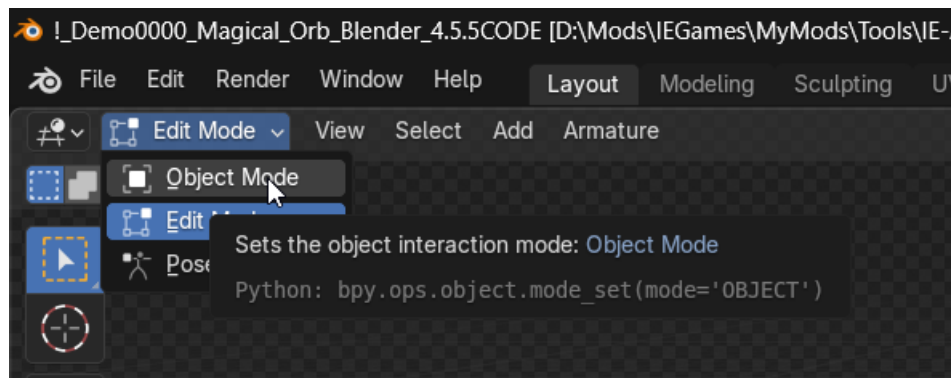 !_Demo0000_Magical_Orb_Blender_4.5.5CODE [D:\Mods\IEGames\MyMods\Tools\IE-
File Edit Render Window Help Layout Modeling Sculpting
Edit Mode View Select Add Armature
Object Mode
Edit
Pose
Sets the object interaction mode: Object Mode
Python: bpy.ops.object.mode_set(mode='OBJECT')